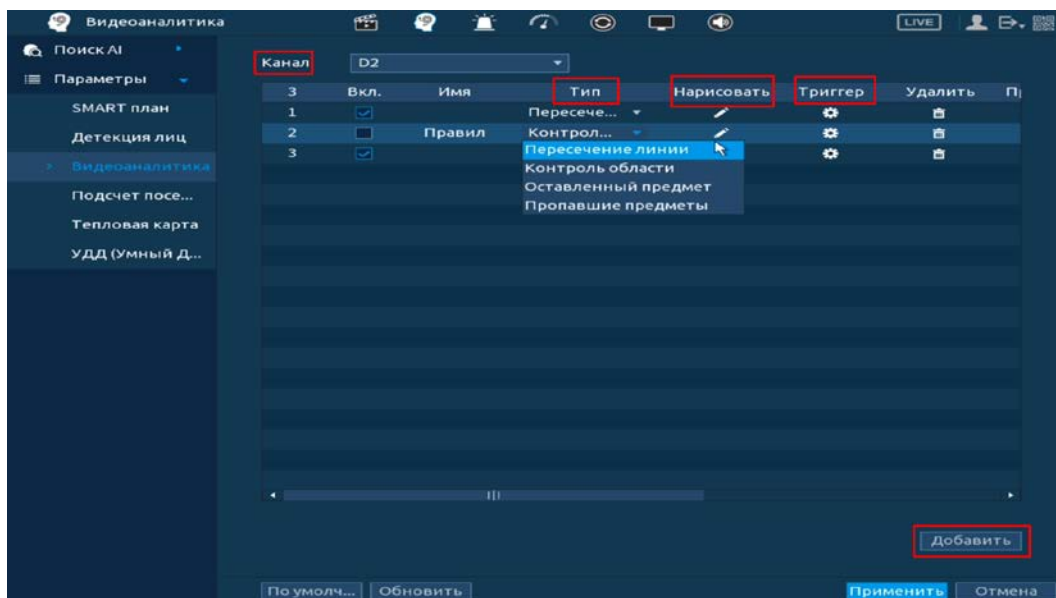 Видеоаналитика LIVE
Поиск AI
Параметры
SMART план
Детекция лиц
Видеоаналитика
Подсчет посе...
Тепловая карта
УДД (Умный Д...
Канал D2
3 Вкл. Имя Тип Нарисовать Триггер Удалить П
1 Пересече...
2 Правил Контрол...
3
Пересечение линии
Контроль области
Оставленный предмет
Пропавшие предметы
Добавить
По умолч... Обновить Применить Отмена